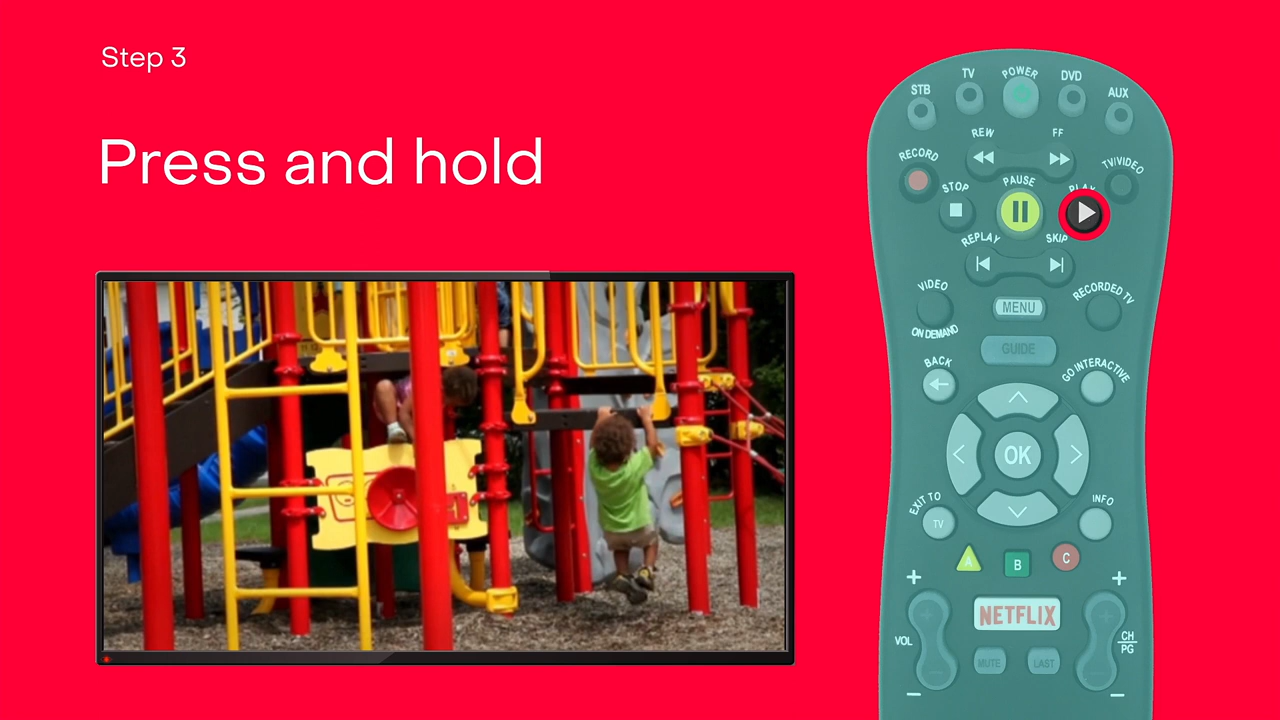 Step 3
Press and hold
STB
TV
POWER
DVD
AUX
REW
FF
RECORD
TV/VIDEO
STOP
PAUSE
PLAY
REPLAY
SKIP
VIDEO
ON DEMAND
MENU
RECORDED TV
GUIDE
BACK
GO INTERACTIVE
OK
EXIT TO
TV
INFO
A
B
C
+
+
NETFLIX
VOL
CH
PG
MUTE
LAST
–
–